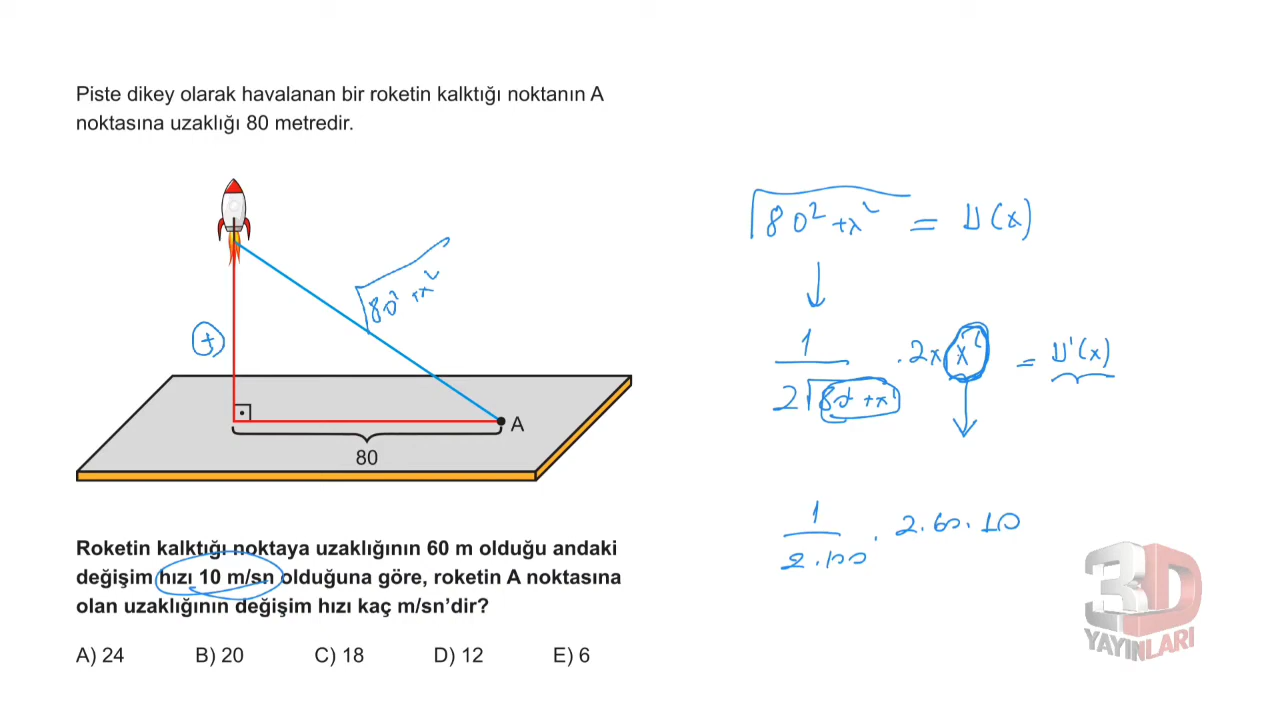 Piste dikey olarak havalanan bir roketin kalktığı noktanın A
noktasına uzaklığı 80 metredir.
√80² + x² = U(x)
√80² + x²
1 / 2√80² + x² . 2x x' = U'(x)
A
80
1 / 2.100 . 2.60.10
Roketin kalktığı noktaya uzaklığının 60 m olduğu andaki
değişim hızı 10 m/sn olduğuna göre, roketin A noktasına
olan uzaklığının değişim hızı kaç m/sn’dir?
A) 24 B) 20 C) 18 D) 12 E) 6
3D
YAYINLARI